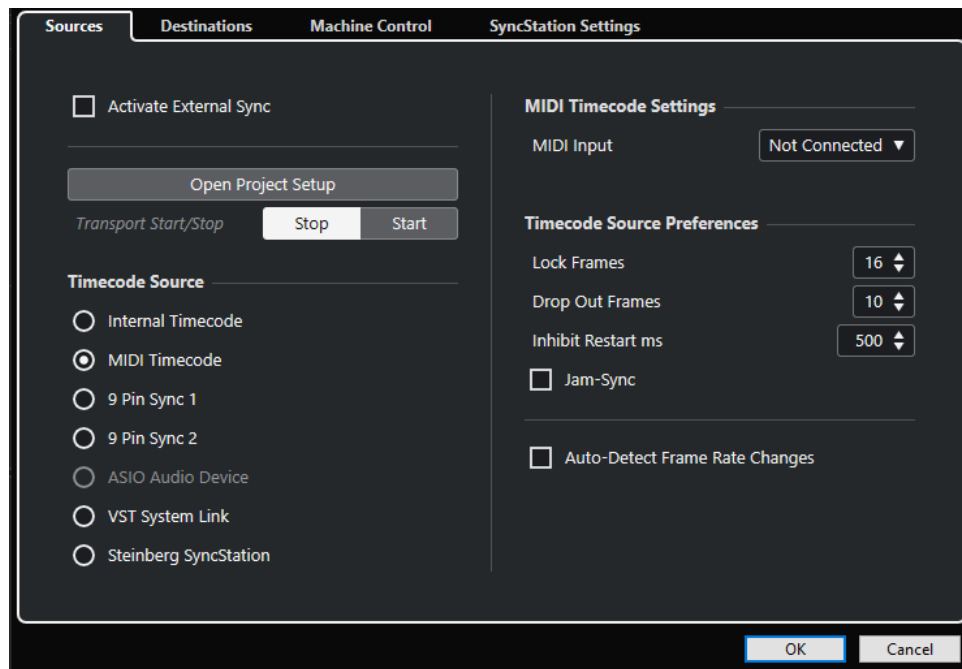 Sources Destinations Machine Control SyncStation Settings
Activate External Sync
Open Project Setup
Transport Start/Stop Stop Start
Timecode Source
Internal Timecode
MIDI Timecode
9 Pin Sync 1
9 Pin Sync 2
ASIO Audio Device
VST System Link
Steinberg SyncStation
MIDI Timecode Settings
MIDI Input Not Connected
Timecode Source Preferences
Lock Frames 16
Drop Out Frames 10
Inhibit Restart ms 500
Jam-Sync
Auto-Detect Frame Rate Changes
OK Cancel